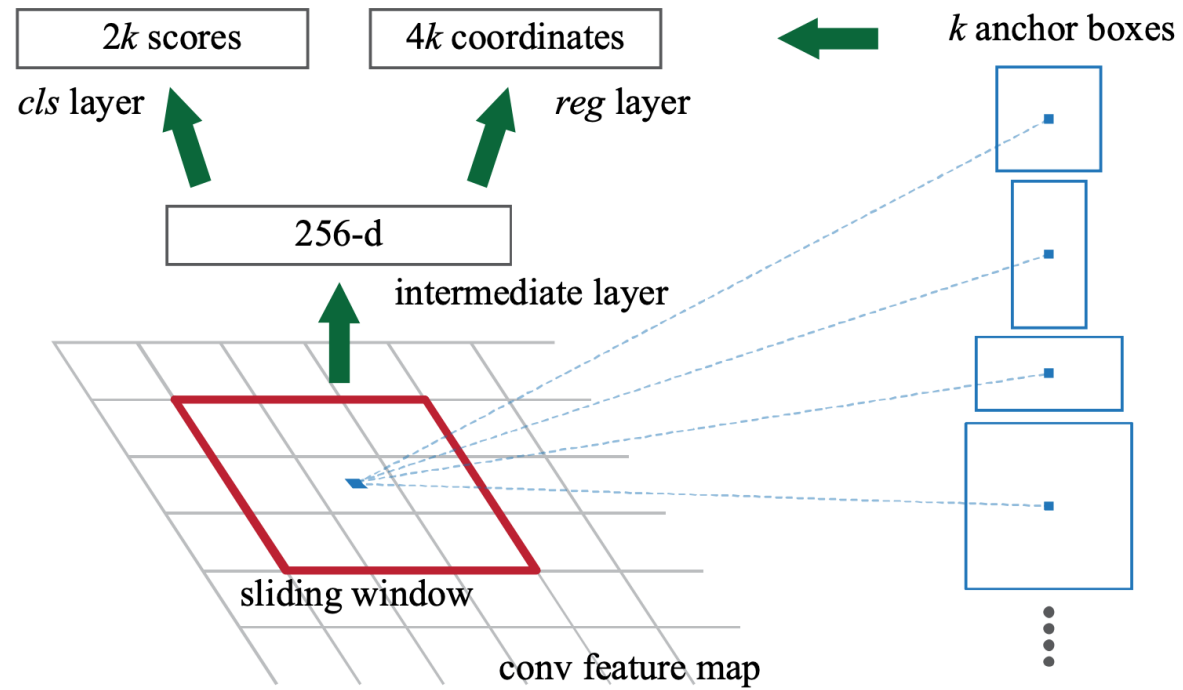 2k scores
4k coordinates
k anchor boxes
cls layer
reg layer
256-d
intermediate layer
sliding window
conv feature map